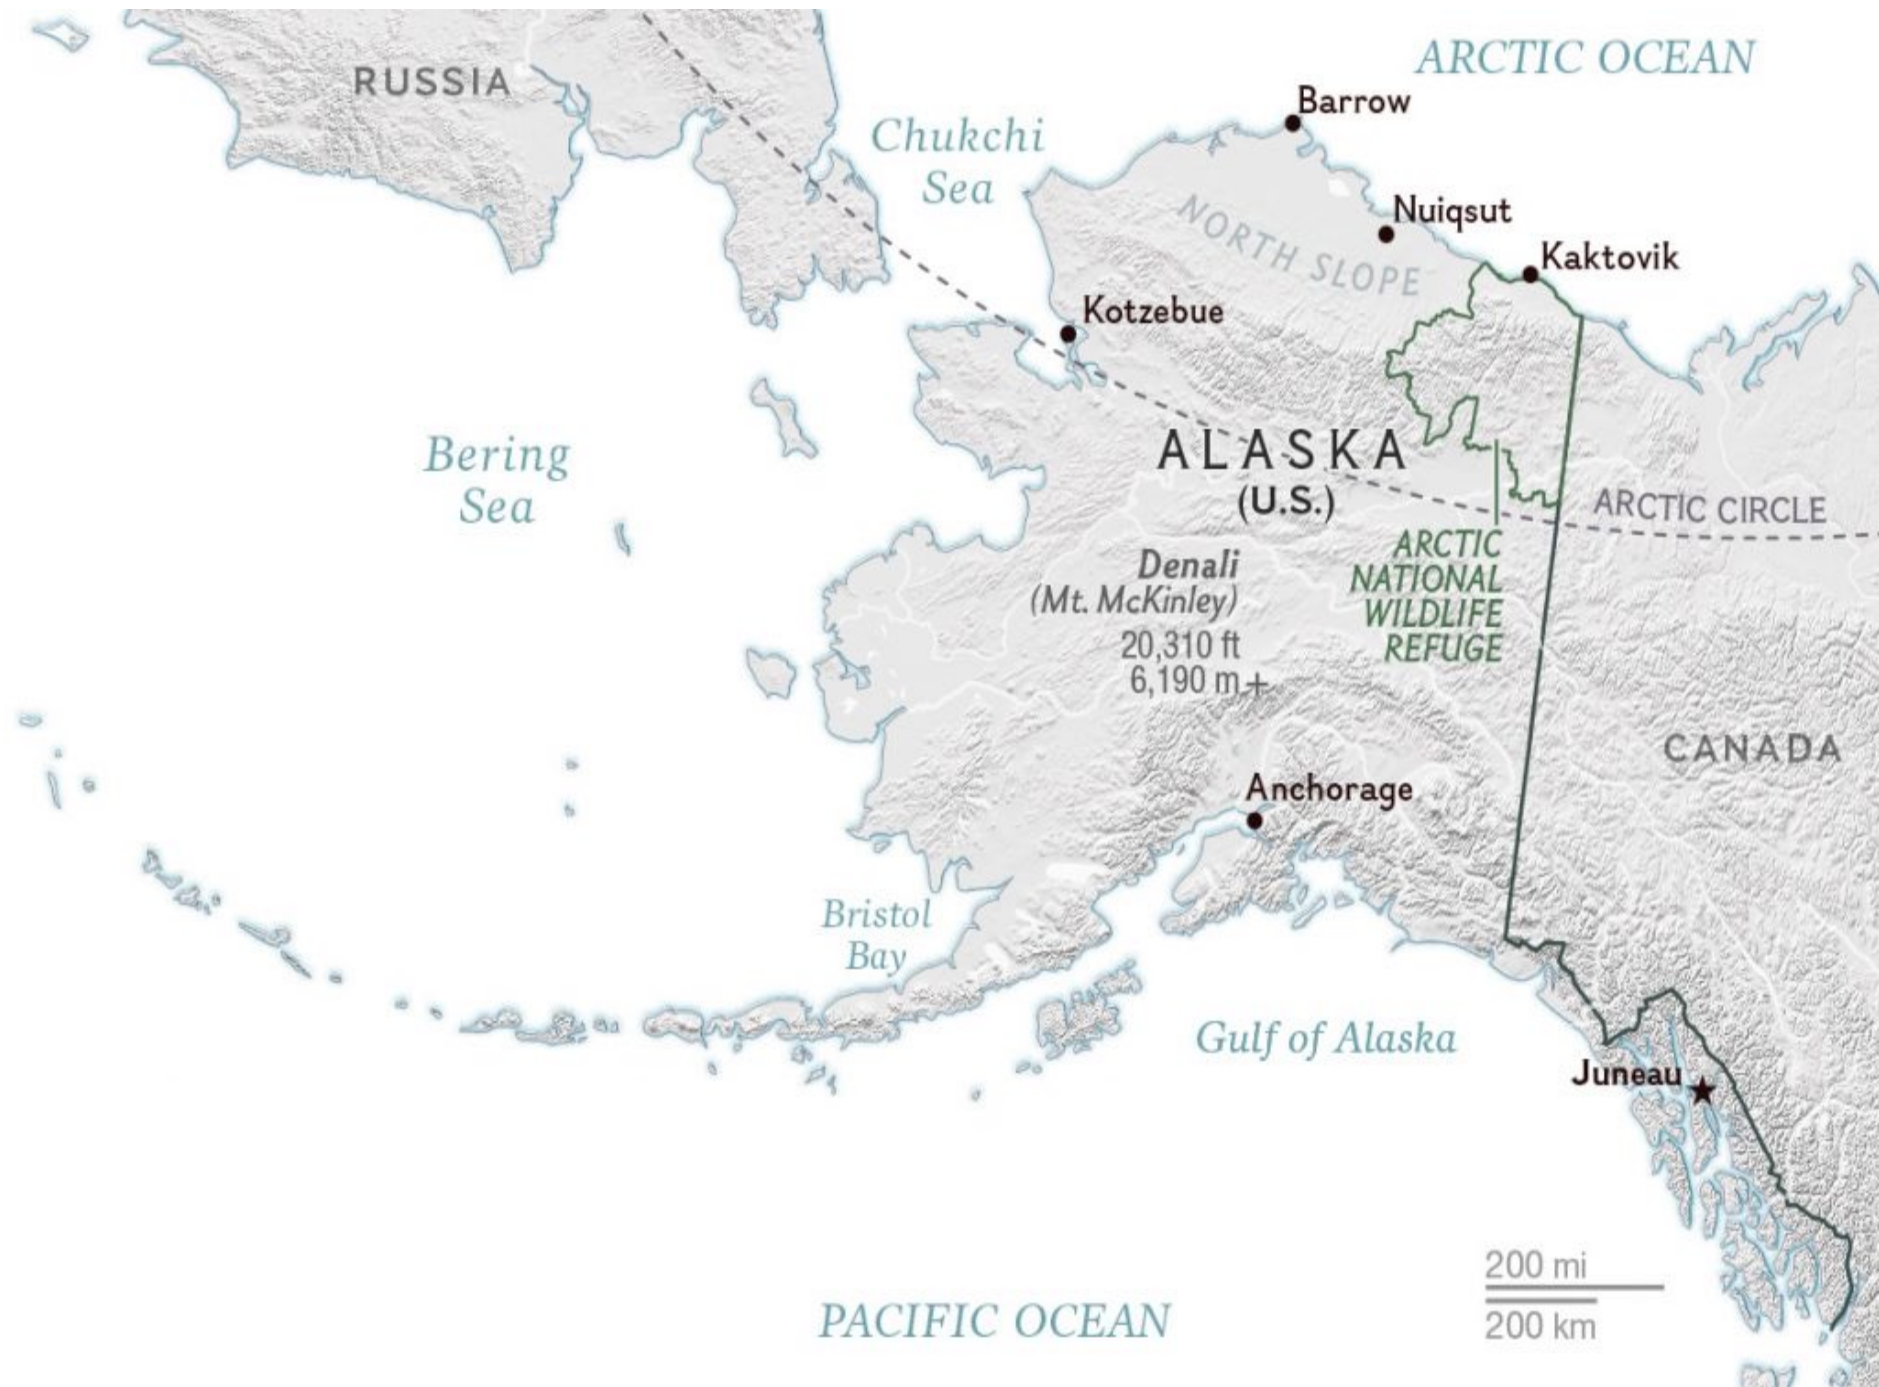 ARCTIC OCEAN
RUSSIA
Barrow
Chukchi
Sea
Nuiqsut
NORTH SLOPE
Kaktovik
Kotzebue
Bering
Sea
ALASKA
(U.S.)
ARCTIC CIRCLE
ARCTIC
NATIONAL
WILDLIFE
REFUGE
Denali
(Mt. McKinley)
20,310 ft
6,190 m
CANADA
Anchorage
Bristol
Bay
Gulf of Alaska
Juneau
200 mi
200 km
PACIFIC OCEAN